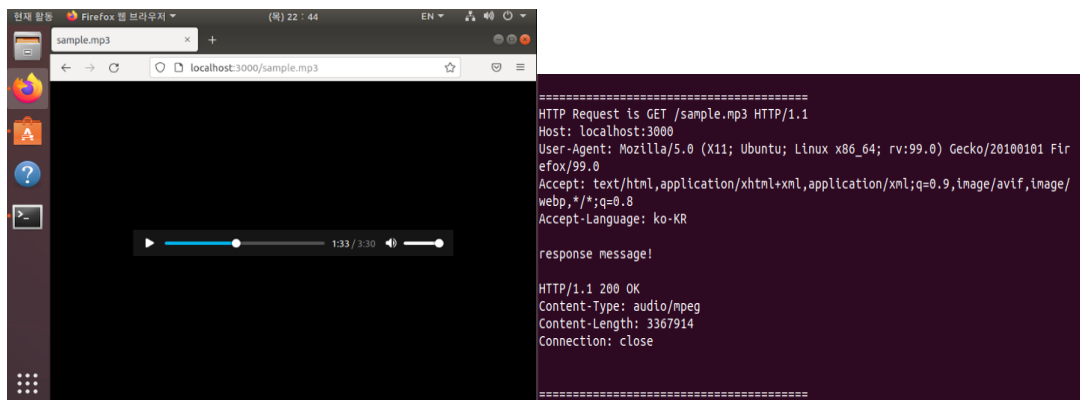 현재 활동 Firefox 웹 브라우저 (목) 22 : 44 EN
sample.mp3 × +
localhost:3000/sample.mp3
1:33 / 3:30
========================================
HTTP Request is GET /sample.mp3 HTTP/1.1
Host: localhost:3000
User-Agent: Mozilla/5.0 (X11; Ubuntu; Linux x86_64; rv:99.0) Gecko/20100101 Fir
efox/99.0
Accept: text/html,application/xhtml+xml,application/xml;q=0.9,image/avif,image/
webp,*/*;q=0.8
Accept-Language: ko-KR
response message!
HTTP/1.1 200 OK
Content-Type: audio/mpeg
Content-Length: 3367914
Connection: close
========================================